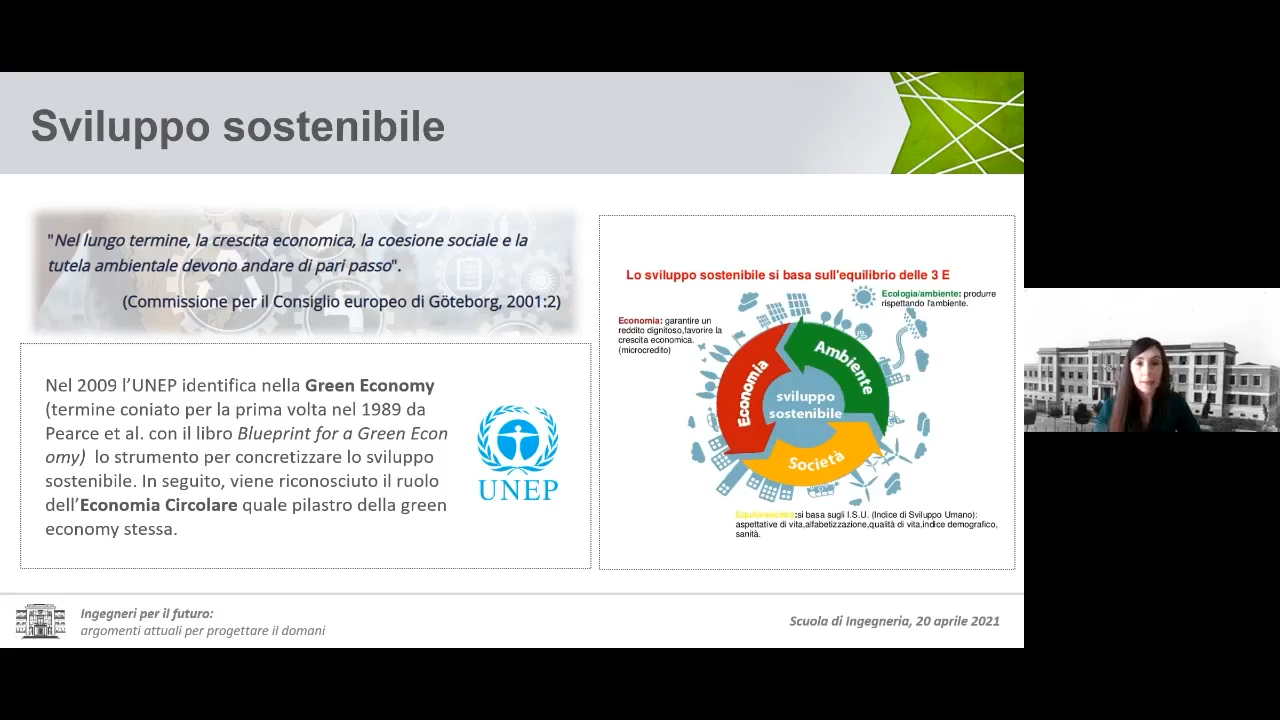 Sviluppo sostenibile
"Nel lungo termine, la crescita economica, la coesione sociale e la
tutela ambientale devono andare di pari passo".
(Commissione per il Consiglio europeo di Göteborg, 2001:2)
Nel 2009 l'UNEP identifica nella Green Economy
(termine coniato per la prima volta nel 1989 da
Pearce et al. con il libro Blueprint for a Green Econ
omy) lo strumento per concretizzare lo sviluppo
sostenibile. In seguito, viene riconosciuto il ruolo
dell'Economia Circolare quale pilastro della green
economy stessa.
UNEP
Lo sviluppo sostenibile si basa sull'equilibrio delle 3 E
Ecologia/ambiente: produrre
rispettando l'ambiente.
Economia: garantire un
reddito dignitoso,favorire la
crescita economica.
(microcredito)
Economia
Ambiente
sviluppo
sostenibile
Società
:si basa sugli I.S.U. (Indice di Sviluppo Umano):
aspettative di vita,alfabetizzazione,qualità di vita,indice demografico,
sanità.
Ingegneri per il futuro:
argomenti attuali per progettare il domani
Scuola di Ingegneria, 20 aprile 2021